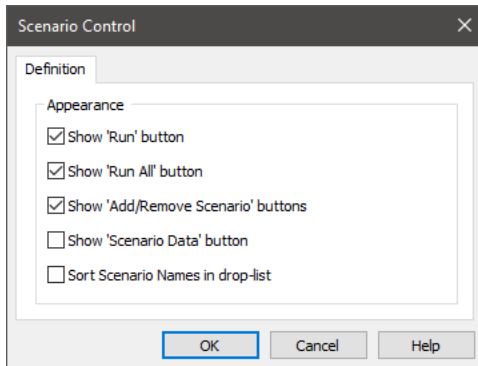 Scenario Control
Definition
Appearance
Show 'Run' button
Show 'Run All' button
Show 'Add/Remove Scenario' buttons
Show 'Scenario Data' button
Sort Scenario Names in drop-list
OK Cancel Help